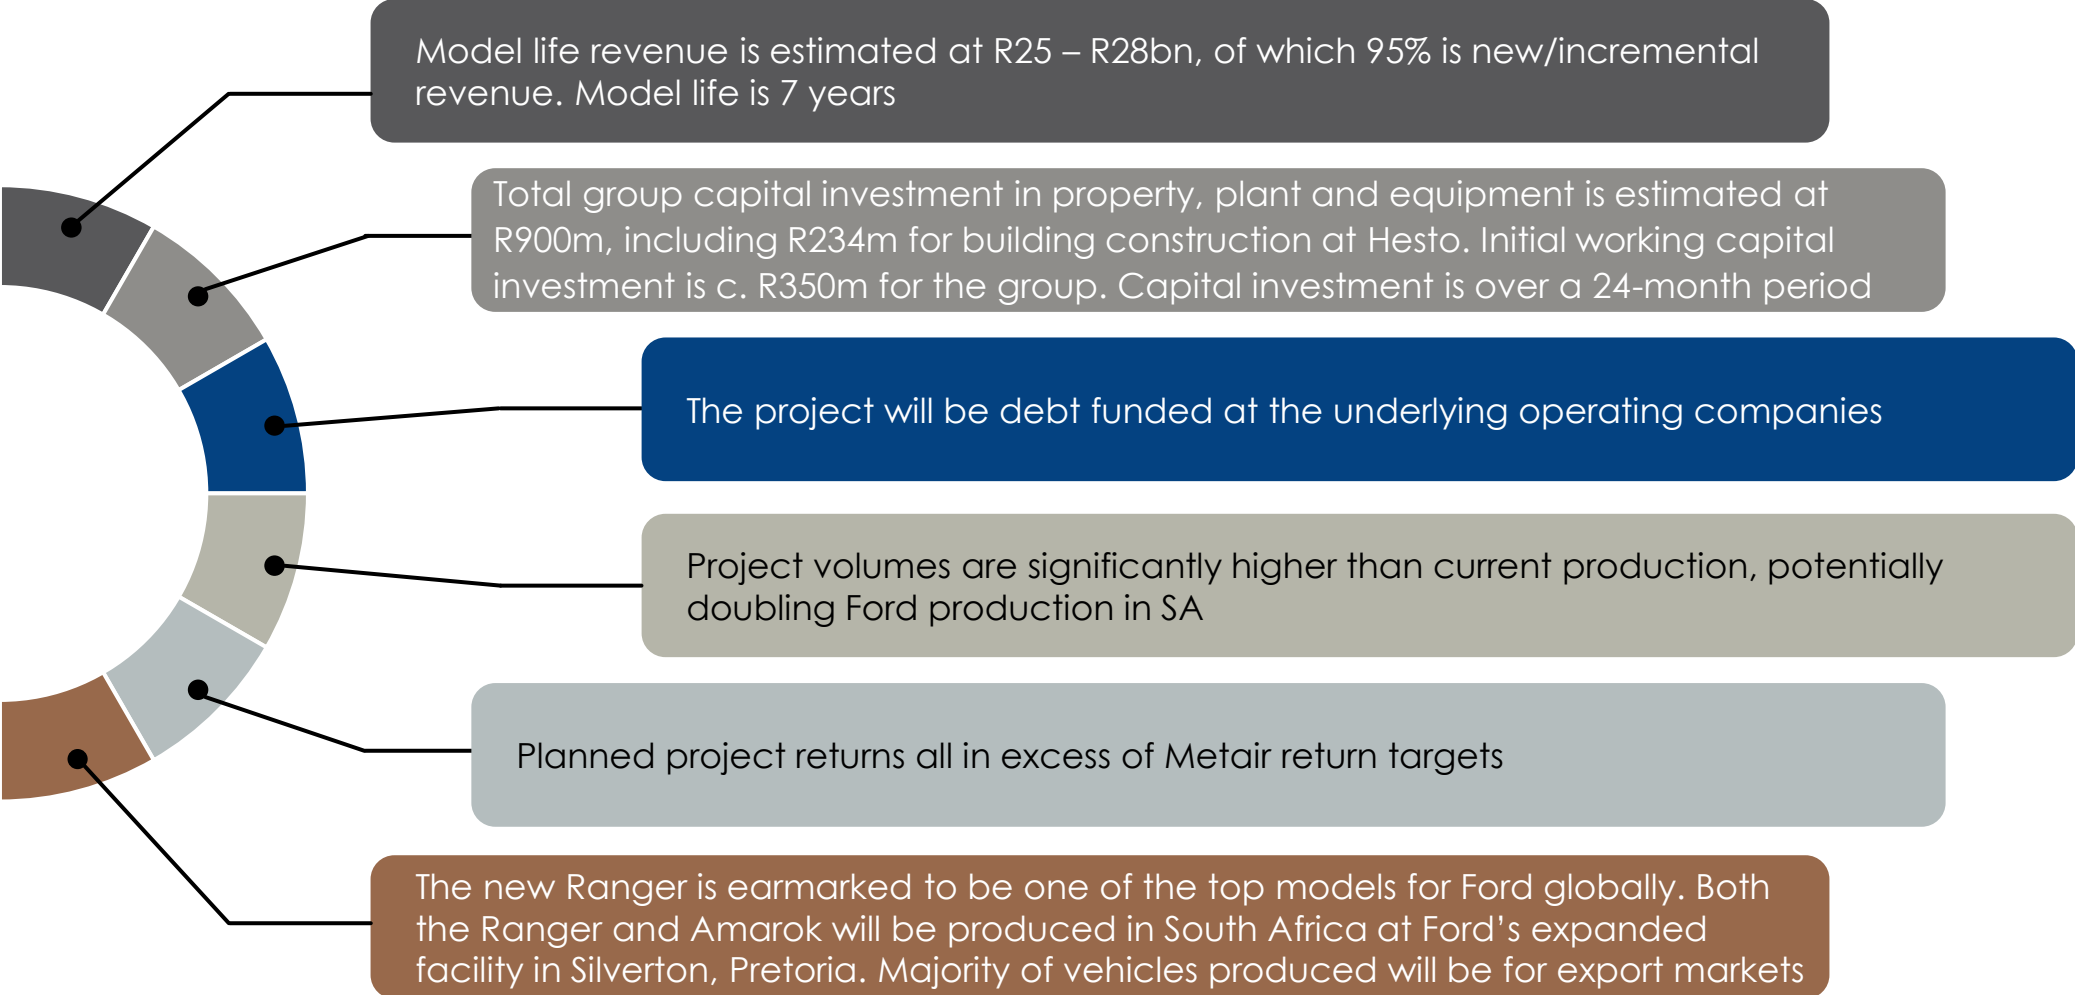 Model life revenue is estimated at R25 – R28bn, of which 95% is new/incremental
revenue. Model life is 7 years
Total group capital investment in property, plant and equipment is estimated at
R900m, including R234m for building construction at Hesto. Initial working capital
investment is c. R350m for the group. Capital investment is over a 24-month period
The project will be debt funded at the underlying operating companies
Project volumes are significantly higher than current production, potentially
doubling Ford production in SA
Planned project returns all in excess of Metair return targets
The new Ranger is earmarked to be one of the top models for Ford globally. Both
the Ranger and Amarok will be produced in South Africa at Ford’s expanded
facility in Silverton, Pretoria. Majority of vehicles produced will be for export markets